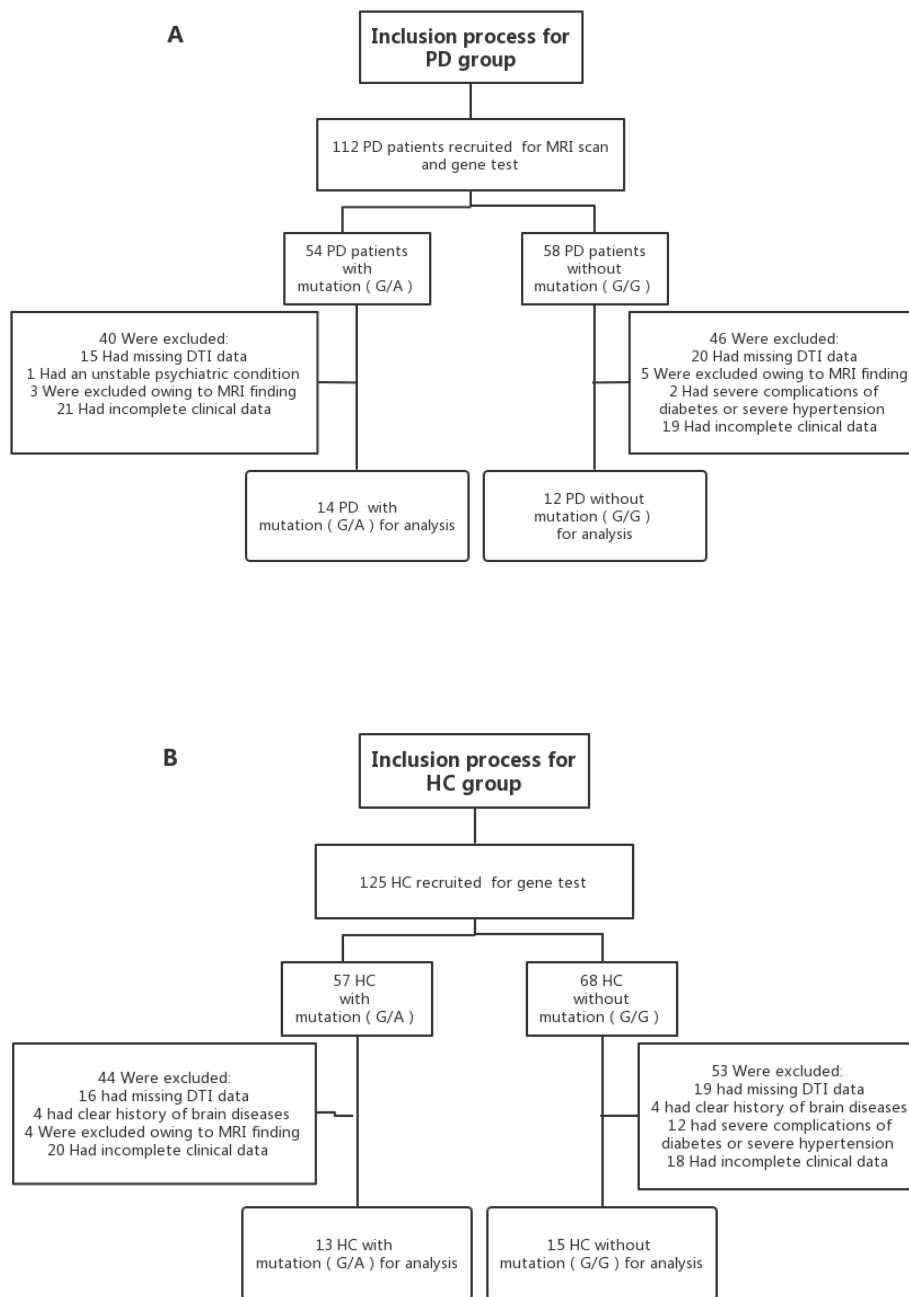 A
Inclusion process for
PD group
112 PD patients recruited for MRI scan
and gene test
54 PD patients
with
mutation ( G/A )
58 PD patients
without
mutation ( G/G )
40 Were excluded:
15 Had missing DTI data
1 Had an unstable psychiatric condition
3 Were excluded owing to MRI finding
21 Had incomplete clinical data
46 Were excluded:
20 Had missing DTI data
5 Were excluded owing to MRI finding
2 Had severe complications of
diabetes or severe hypertension
19 Had incomplete clinical data
14 PD with
mutation ( G/A ) for analysis
12 PD without
mutation ( G/G )
for analysis
B
Inclusion process for
HC group
125 HC recruited for gene test
57 HC
with
mutation ( G/A )
68 HC
without
mutation ( G/G )
44 Were excluded:
16 had missing DTI data
4 had clear history of brain diseases
4 Were excluded owing to MRI finding
20 Had incomplete clinical data
53 Were excluded:
19 had missing DTI data
4 had clear history of brain diseases
12 had severe complications of
diabetes or severe hypertension
18 Had incomplete clinical data
13 HC with
mutation ( G/A ) for analysis
15 HC without
mutation ( G/G ) for analysis